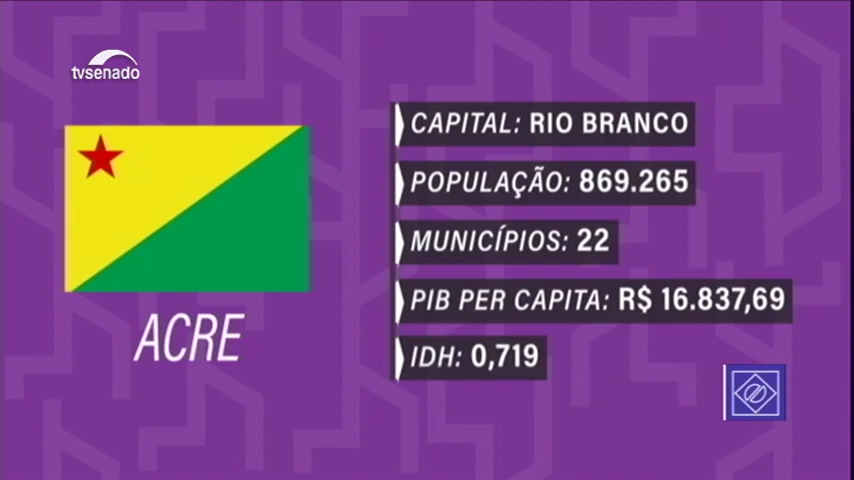 tvsenado
CAPITAL: RIO BRANCO
POPULAÇÃO: 869.265
MUNICÍPIOS: 22
PIB PER CAPITA: R$ 16.837,69
IDH: 0,719
ACRE